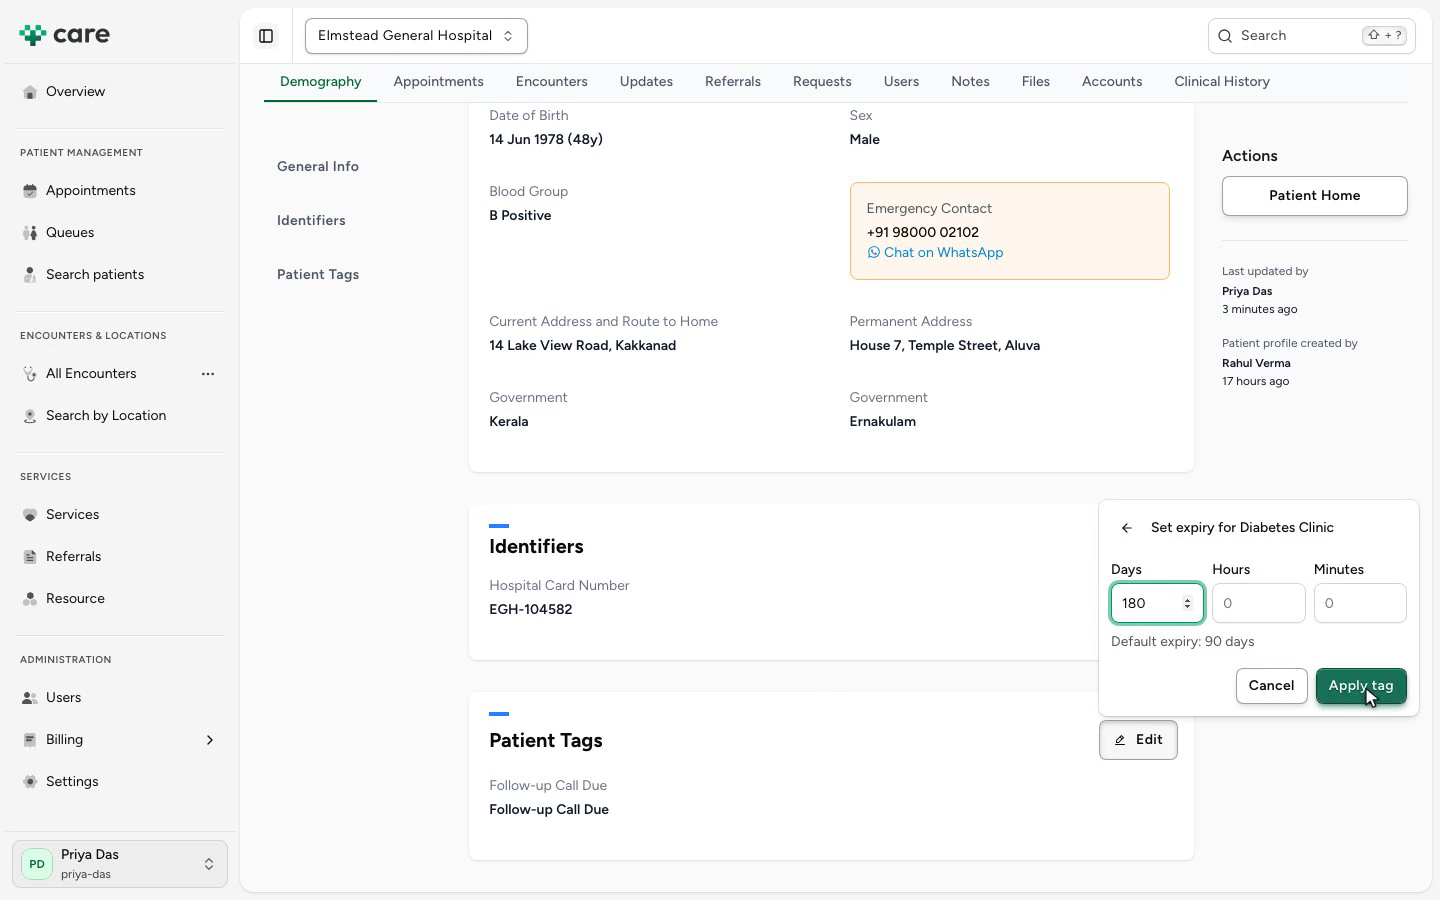 care
Overview
PATIENT MANAGEMENT
Appointments
Queues
Search patients
ENCOUNTERS & LOCATIONS
All Encounters
Search by Location
SERVICES
Services
Referrals
Resource
ADMINISTRATION
Users
Billing
Settings
PD
Priya Das
priya-das
Elmstead General Hospital
Search
+ ?
Demography Appointments Encounters Updates Referrals Requests Users Notes Files Accounts Clinical History
General Info
Identifiers
Patient Tags
Date of Birth
14 Jun 1978 (48y)
Sex
Male
Blood Group
B Positive
Emergency Contact
+91 98000 02102
Chat on WhatsApp
Current Address and Route to Home
14 Lake View Road, Kakkanad
Permanent Address
House 7, Temple Street, Aluva
Government
Kerala
Government
Ernakulam
Identifiers
Hospital Card Number
EGH-104582
Patient Tags
Edit
Follow-up Call Due
Follow-up Call Due
Actions
Patient Home
Last updated by
Priya Das
3 minutes ago
Patient profile created by
Rahul Verma
17 hours ago
Set expiry for Diabetes Clinic
Days Hours Minutes
180 0 0
Default expiry: 90 days
Cancel Apply tag